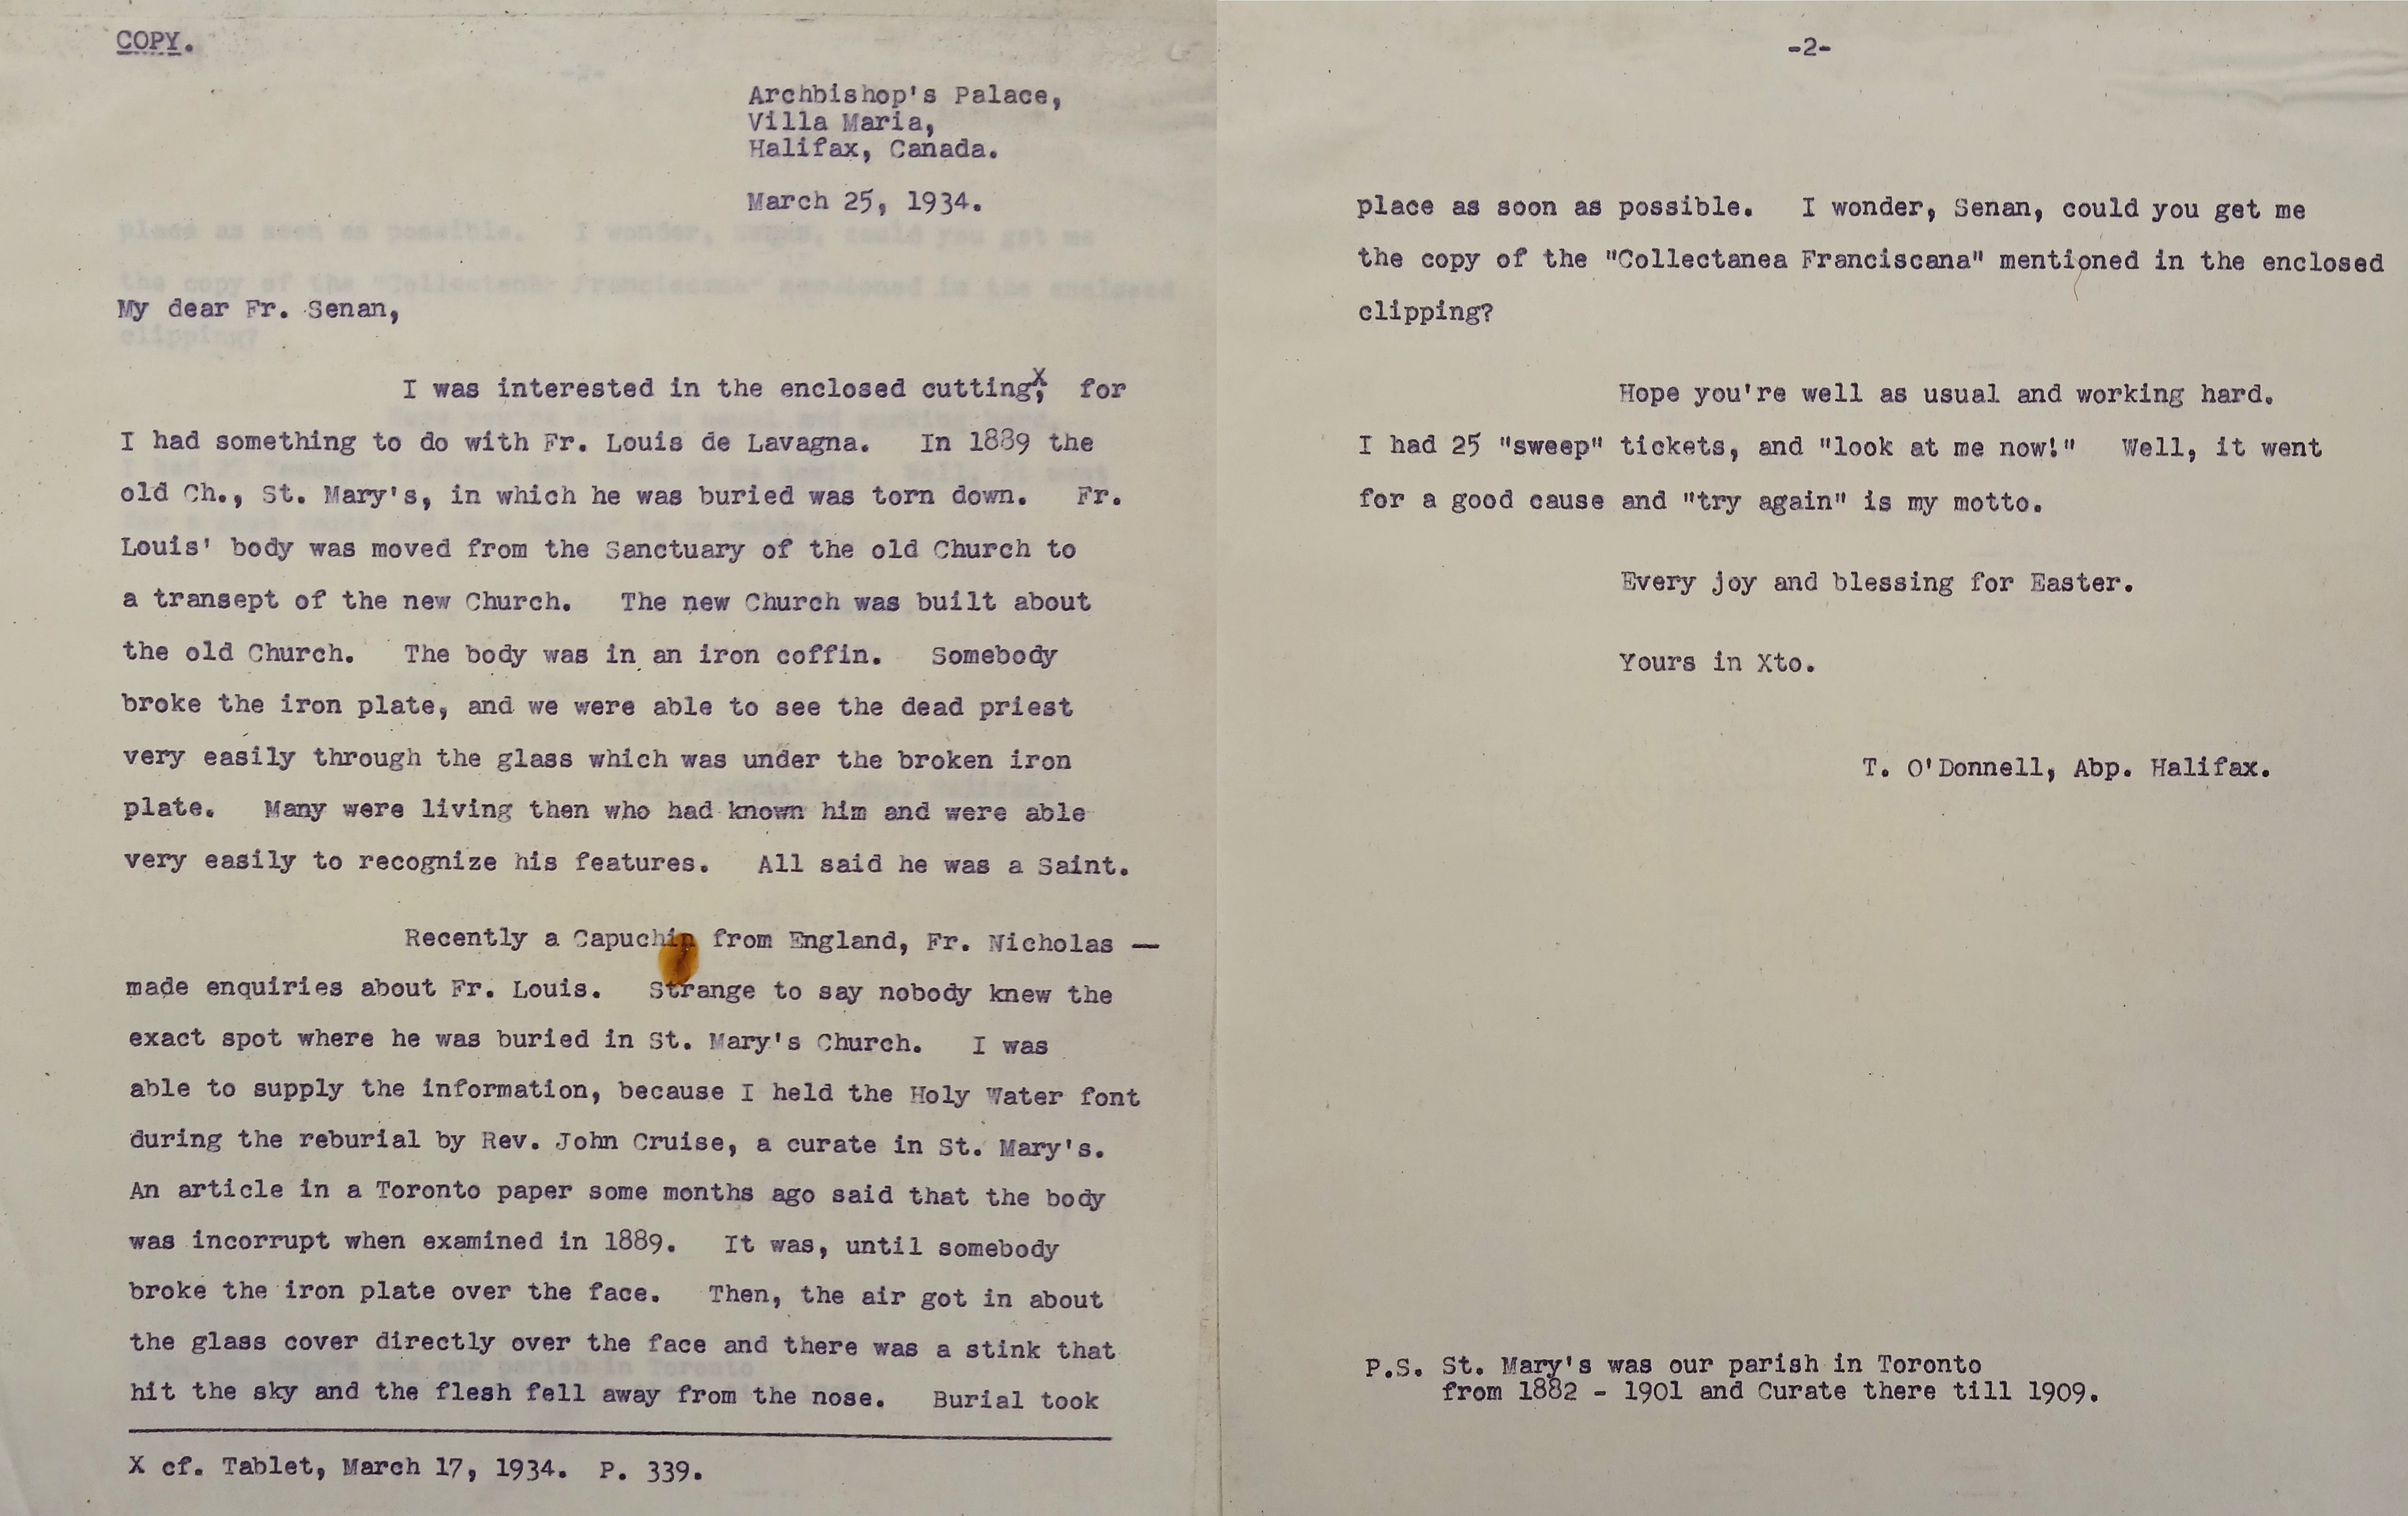 COPY.
Archbishop's Palace,
Villa Maria,
Halifax, Canada.
March 25, 1934.
My dear Fr. Senan,
I was interested in the enclosed cutting,X for
I had something to do with Fr. Louis de Lavagna. In 1889 the
old Ch., St. Mary's, in which he was buried was torn down. Fr.
Louis' body was moved from the Sanctuary of the old Church to
a transept of the new Church. The new Church was built about
the old Church. The body was in an iron coffin. Somebody
broke the iron plate, and we were able to see the dead priest
very easily through the glass which was under the broken iron
plate. Many were living then who had known him and were able
very easily to recognize his features. All said he was a Saint.
Recently a Capuchin from England, Fr. Nicholas —
made enquiries about Fr. Louis. Strange to say nobody knew the
exact spot where he was buried in St. Mary's Church. I was
able to supply the information, because I held the Holy Water font
during the reburial by Rev. John Cruise, a curate in St. Mary's.
An article in a Toronto paper some months ago said that the body
was incorrupt when examined in 1889. It was, until somebody
broke the iron plate over the face. Then, the air got in about
the glass cover directly over the face and there was a stink that
hit the sky and the flesh fell away from the nose. Burial took
X cf. Tablet, March 17, 1934. P. 339.
-2-
place as soon as possible. I wonder, Senan, could you get me
the copy of the "Collectanea Franciscana" mentioned in the enclosed
clipping?
Hope you're well as usual and working hard.
I had 25 "sweep" tickets, and "look at me now!" Well, it went
for a good cause and "try again" is my motto.
Every joy and blessing for Easter.
Yours in Xto.
T. O'Donnell, Abp. Halifax.
P.S. St. Mary's was our parish in Toronto
from 1882 - 1901 and Curate there till 1909.